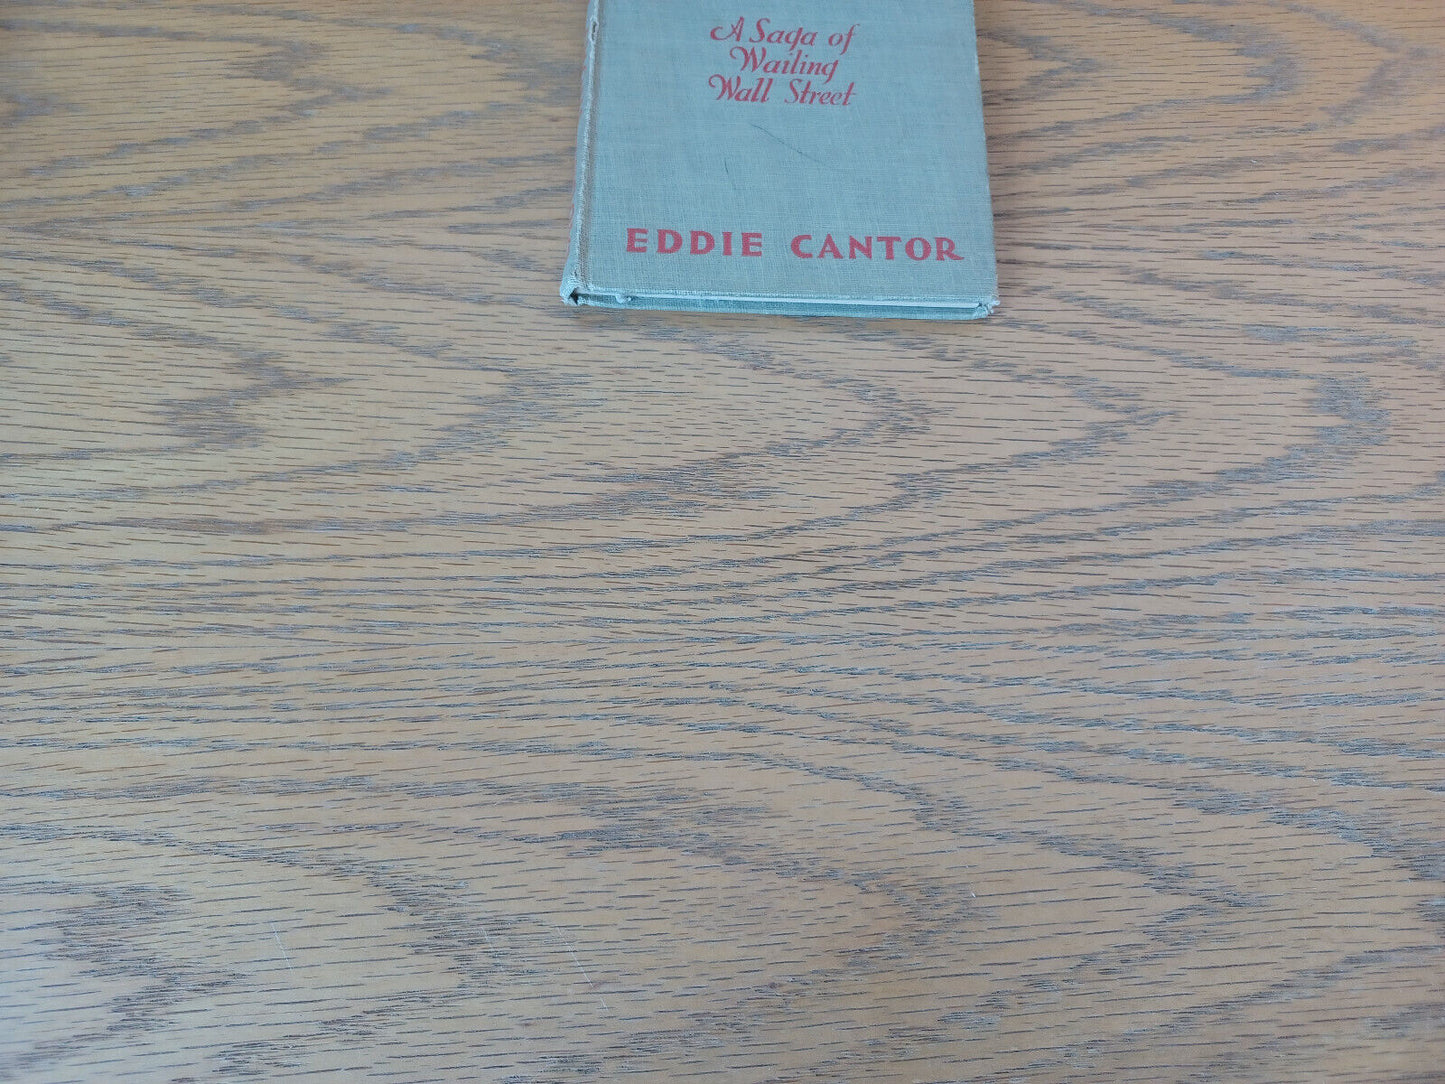 A Saga of
Wailing
Wall Street
EDDIE CANTOR